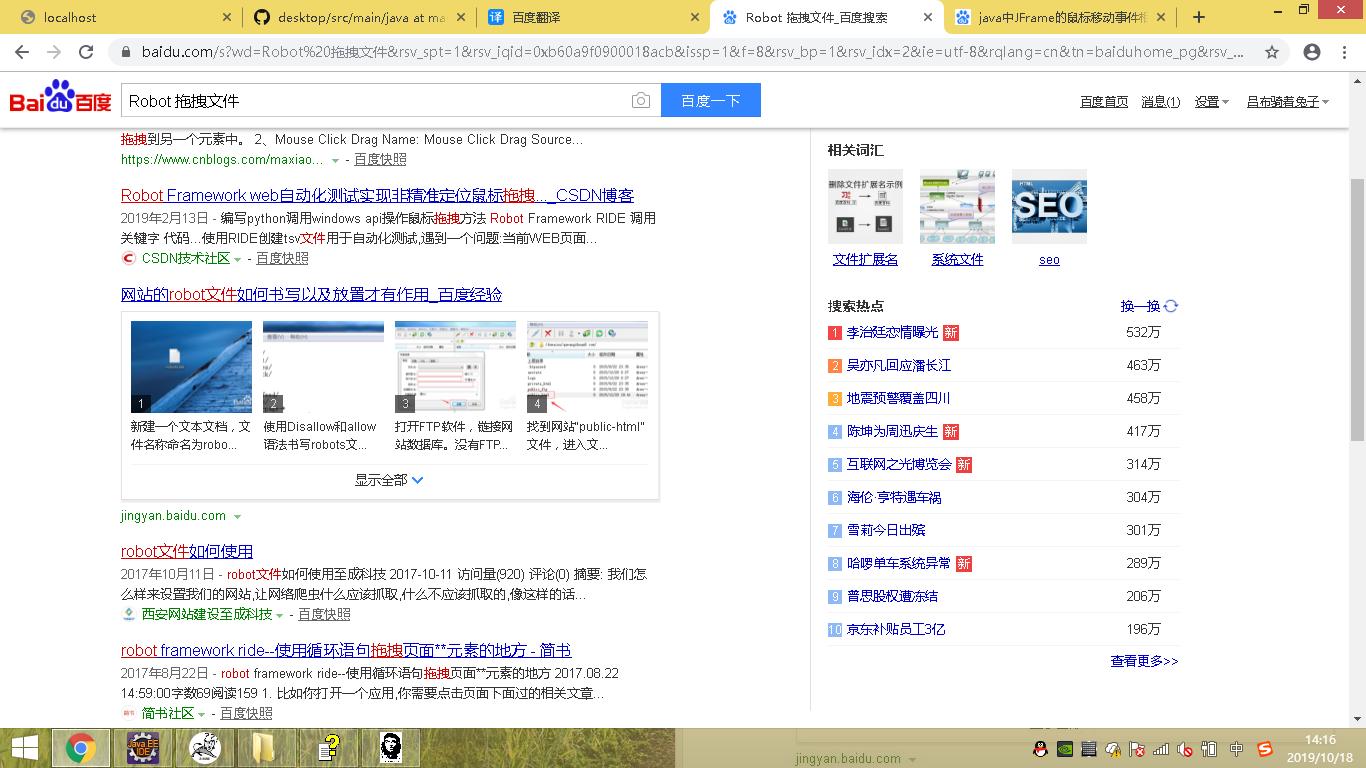 localhost
desktop/src/main/java at ma
百度翻译
Robot 拖拽文件_百度搜索
java中JFrame的鼠标移动事件相
baidu.com/s?wd=Robot%20拖拽文件&rsv_spt=1&rsv_iqid=0xb60a9f0900018acb&issp=1&f=8&rsv_bp=1&rsv_idx=2&ie=utf-8&rqlang=cn&tn=baiduhome_pg&rsv_...
Bai du 百度
Robot 拖拽文件
百度一下
百度首页 消息(1) 设置 吕布骑着兔子
拖拽到另一个元素中。 2、Mouse Click Drag Name: Mouse Click Drag Source...
https://www.cnblogs.com/maxiao... - 百度快照
Robot Framework web自动化测试实现非精准定位鼠标拖拽..._CSDN博客
2019年2月13日 - 编写python调用windows api操作鼠标拖拽方法 Robot Framework RIDE 调用
关键字 代码...使用RIDE创建tsv文件用于自动化测试,遇到一个问题:当前WEB页面...
CSDN技术社区 - 百度快照
网站的robot文件如何书写以及放置才有作用_百度经验
1
2
3
4
新建一个文本文档，文
件名称命名为robo...
使用Disallow和allow
语法书写robots文...
打开FTP软件，链接网
站数据库。没有FTP...
找到网站"public-html"
文件，进入文...
显示全部
jingyan.baidu.com
robot文件如何使用
2017年10月11日 - robot文件如何使用至成科技 2017-10-11 访问量(920) 评论(0) 摘要: 我们怎
么样来设置我们的网站,让网络爬虫什么应该抓取,什么不应该抓取的,像这样的话...
西安网站建设至成科技 - 百度快照
robot framework ride--使用循环语句拖拽页面**元素的地方 - 简书
2017年8月22日 - robot framework ride--使用循环语句拖拽页面**元素的地方 2017.08.22
14:59:00字数69阅读159 1. 比如你打开一个应用,你需要点击页面下面过的相关文章...
简书社区 - 百度快照
相关词汇
删除文件扩展名示例
HTML
SEO
文件扩展名
系统文件
seo
搜索热点 换一换
1 李治廷恋情曝光 新 532万
2 吴亦凡回应潘长江 463万
3 地震预警覆盖四川 458万
4 陈坤为周迅庆生 新 417万
5 互联网之光博览会 新 314万
6 海伦·亨特遇车祸 304万
7 雪莉今日出殡 301万
8 哈啰单车系统异常 新 289万
9 普思股权遭冻结 206万
10 京东补贴员工3亿 196万
查看更多>>
Java EE
IDE
jingyan.baidu.com
中
14:16
2019/10/18